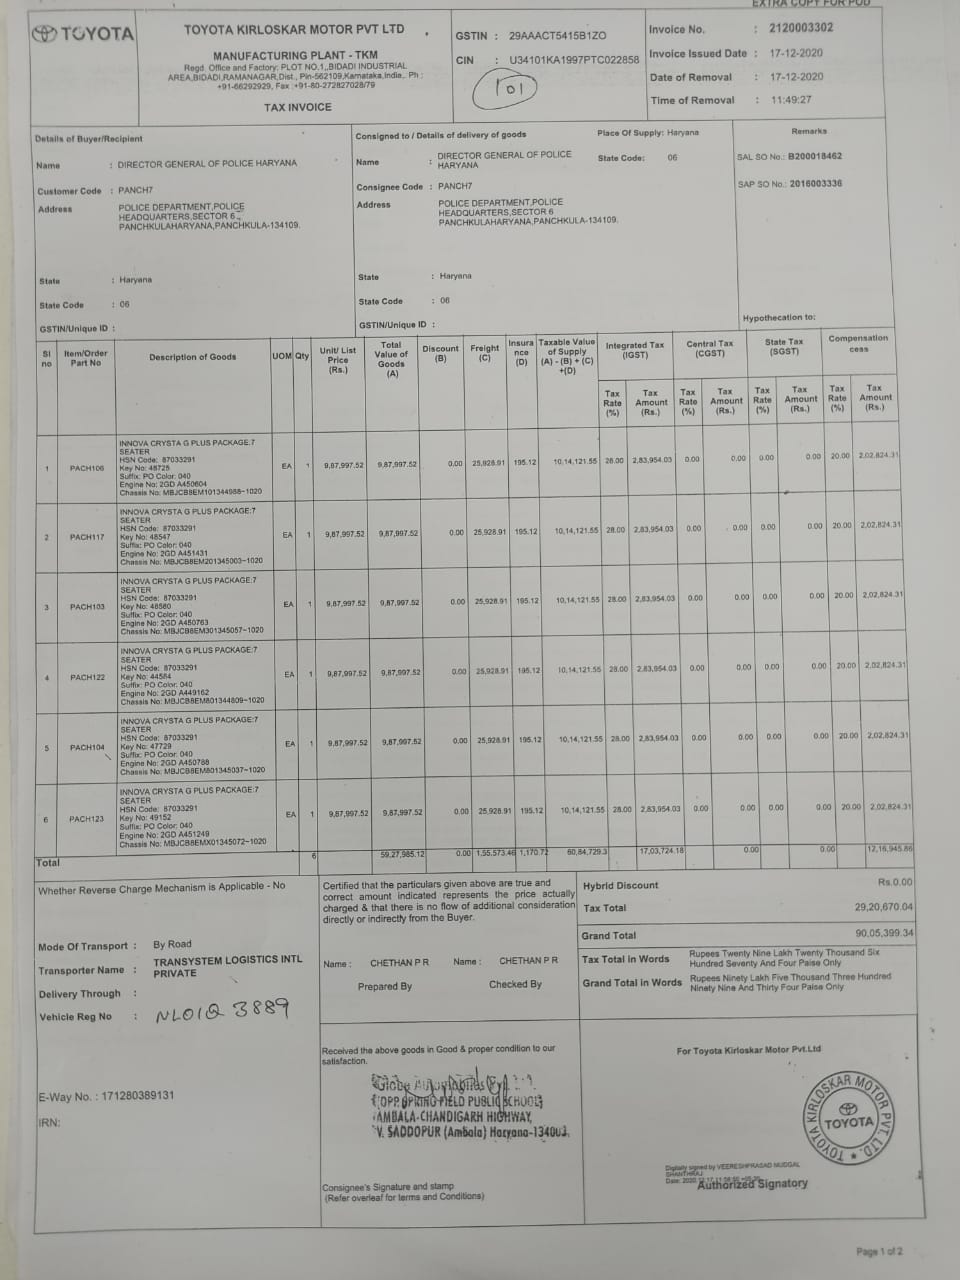 EXTRA COPY FOR POD
TOYOTA
TOYOTA KIRLOSKAR MOTOR PVT LTD
MANUFACTURING PLANT - TKM
Regd. Office and Factory: PLOT NO.1,,BIDADI INDUSTRIAL
AREA,BIDADI,RAMANAGAR,Dist., Pin-562109,Karnataka,India,. Ph :
+91-66292929, Fax :+91-80-272827028/79
TAX INVOICE
GSTIN : 29AAACT5415B1ZO
CIN : U34101KA1997PTC022858
101
Invoice No. : 2120003302
Invoice Issued Date : 17-12-2020
Date of Removal : 17-12-2020
Time of Removal : 11:49:27
Details of Buyer/Recipient
Name : DIRECTOR GENERAL OF POLICE HARYANA
Customer Code : PANCH7
Address POLICE DEPARTMENT,POLICE
HEADQUARTERS,SECTOR 6
PANCHKULAHARYANA,PANCHKULA-134109.
State : Haryana
State Code : 06
GSTIN/Unique ID :
Consigned to / Details of delivery of goods Place Of Supply: Haryana
Name : DIRECTOR GENERAL OF POLICE
HARYANA
State Code: 06
Consignee Code : PANCH7
Address POLICE DEPARTMENT,POLICE
HEADQUARTERS,SECTOR 6
PANCHKULAHARYANA,PANCHKULA-134109.
State : Haryana
State Code : 06
GSTIN/Unique ID :
Remarks
SAL SO No.: B200018462
SAP SO No.: 2016003336
Hypothecation to:
Sl no Item/Order Part No Description of Goods UOM Qty Unit/ List Price (Rs.) Total Value of Goods (A) Discount (B) Freight (C) Insura nce (D) Taxable Value of Supply (A) - (B) + (C) +(D) Integrated Tax (IGST) Central Tax (CGST) State Tax (SGST) Compensation cess
Tax Rate (%) Tax Amount (Rs.) Tax Rate (%) Tax Amount (Rs.) Tax Rate (%) Tax Amount (Rs.) Tax Rate (%) Tax Amount (Rs.)
INNOVA CRYSTA G PLUS PACKAGE:7
SEATER
HSN Code: 87033291
1 PACH106 Key No: 48725 EA 1 9,87,997.52 9,87,997.52 0.00 25,928.91 195.12 10,14,121.55 28.00 2,83,954.03 0.00 0.00 0.00 0.00 20.00 2,02,824.31
Suffix: PO Color: 040
Engine No: 2GD A450604
Chassis No: MBJCB8EM101344988-1020
INNOVA CRYSTA G PLUS PACKAGE:7
SEATER
HSN Code: 87033291
2 PACH117 Key No: 48547 EA 1 9,87,997.52 9,87,997.52 0.00 25,928.91 195.12 10,14,121.55 28.00 2,83,954.03 0.00 0.00 0.00 0.00 20.00 2,02,824.31
Suffix: PO Color: 040
Engine No: 2GD A451431
Chassis No: MBJCB8EM201345003-1020
INNOVA CRYSTA G PLUS PACKAGE:7
SEATER
HSN Code: 87033291
3 PACH103 Key No: 48580 EA 1 9,87,997.52 9,87,997.52 0.00 25,928.91 195.12 10,14,121.55 28.00 2,83,954.03 0.00 0.00 0.00 0.00 20.00 2,02,824.31
Suffix: PO Color: 040
Engine No: 2GD A450763
Chassis No: MBJCB8EM301345057-1020
INNOVA CRYSTA G PLUS PACKAGE:7
SEATER
HSN Code: 87033291
4 PACH122 Key No: 44584 EA 1 9,87,997.52 9,87,997.52 0.00 25,928.91 195.12 10,14,121.55 28.00 2,83,954.03 0.00 0.00 0.00 0.00 20.00 2,02,824.31
Suffix: PO Color: 040
Engine No: 2GD A449162
Chassis No: MBJCB8EM801344809-1020
INNOVA CRYSTA G PLUS PACKAGE:7
SEATER
HSN Code: 87033291
5 PACH104 Key No: 47729 EA 1 9,87,997.52 9,87,997.52 0.00 25,928.91 195.12 10,14,121.55 28.00 2,83,954.03 0.00 0.00 0.00 0.00 20.00 2,02,824.31
Suffix: PO Color: 040
Engine No: 2GD A450788
Chassis No: MBJCB8EM801345037-1020
INNOVA CRYSTA G PLUS PACKAGE:7
SEATER
HSN Code: 87033291
6 PACH123 Key No: 49152 EA 1 9,87,997.52 9,87,997.52 0.00 25,928.91 195.12 10,14,121.55 28.00 2,83,954.03 0.00 0.00 0.00 0.00 20.00 2,02,824.31
Suffix: PO Color: 040
Engine No: 2GD A451249
Chassis No: MBJCB8EMX01345072-1020
Total 6 59,27,985.12 0.00 1,55,573.46 1,170.72 60,84,729.3 17,03,724.18 0.00 0.00 12,16,945.86
Whether Reverse Charge Mechanism is Applicable - No
Mode Of Transport : By Road
Transporter Name : TRANSYSTEM LOGISTICS INTL
PRIVATE
Delivery Through :
Vehicle Reg No : NL01Q 3889
Certified that the particulars given above are true and
correct amount indicated represents the price actually
charged & that there is no flow of additional consideration
directly or indirectly from the Buyer.
Name : CHETHAN P R Name : CHETHAN P R
Prepared By Checked By
Hybrid Discount Rs.0.00
Tax Total 29,20,670.04
Grand Total 90,05,399.34
Tax Total in Words Rupees Twenty Nine Lakh Twenty Thousand Six
Hundred Seventy And Four Paise Only
Grand Total in Words Rupees Ninety Lakh Five Thousand Three Hundred
Ninety Nine And Thirty Four Paise Only
E-Way No. : 171280389131
IRN:
Received the above goods in Good & proper condition to our
satisfaction.
OPP. SPRING FIELD PUBLIC SCHOOL
AMBALA-CHANDIGARH HIGHWAY,
V. SADDOPUR (Ambala) Haryana-134003.
Consignee's Signature and stamp
(Refer overleaf for terms and Conditions)
For Toyota Kirloskar Motor Pvt.Ltd
TOYOTA KIRLOSKAR MOTOR PVT. LTD.
TOYOTA
Digitally signed by VEERESHPRASAD MUDGAL
SHANTHRAJ
Authorized Signatory
Page 1 of 2